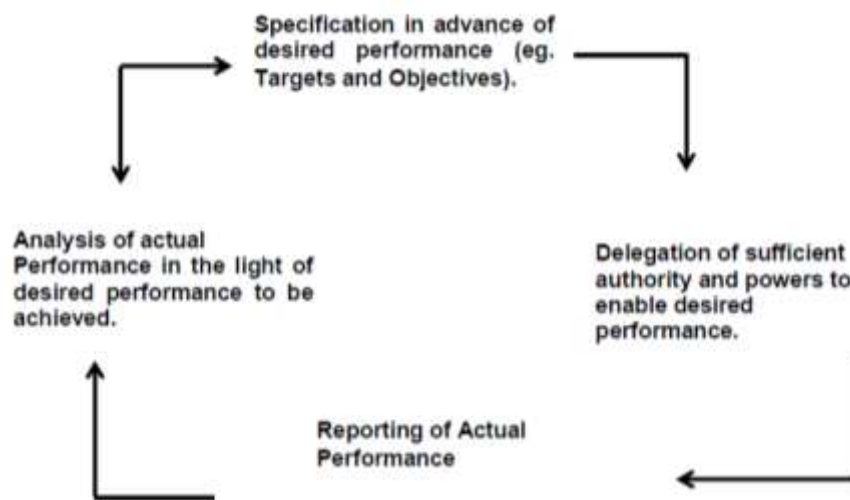 Specification in advance of
desired performance (eg.
Targets and Objectives).
Analysis of actual
Performance in the light of
desired performance to be
achieved.
Delegation of sufficient
authority and powers to
enable desired
performance.
Reporting of Actual
Performance